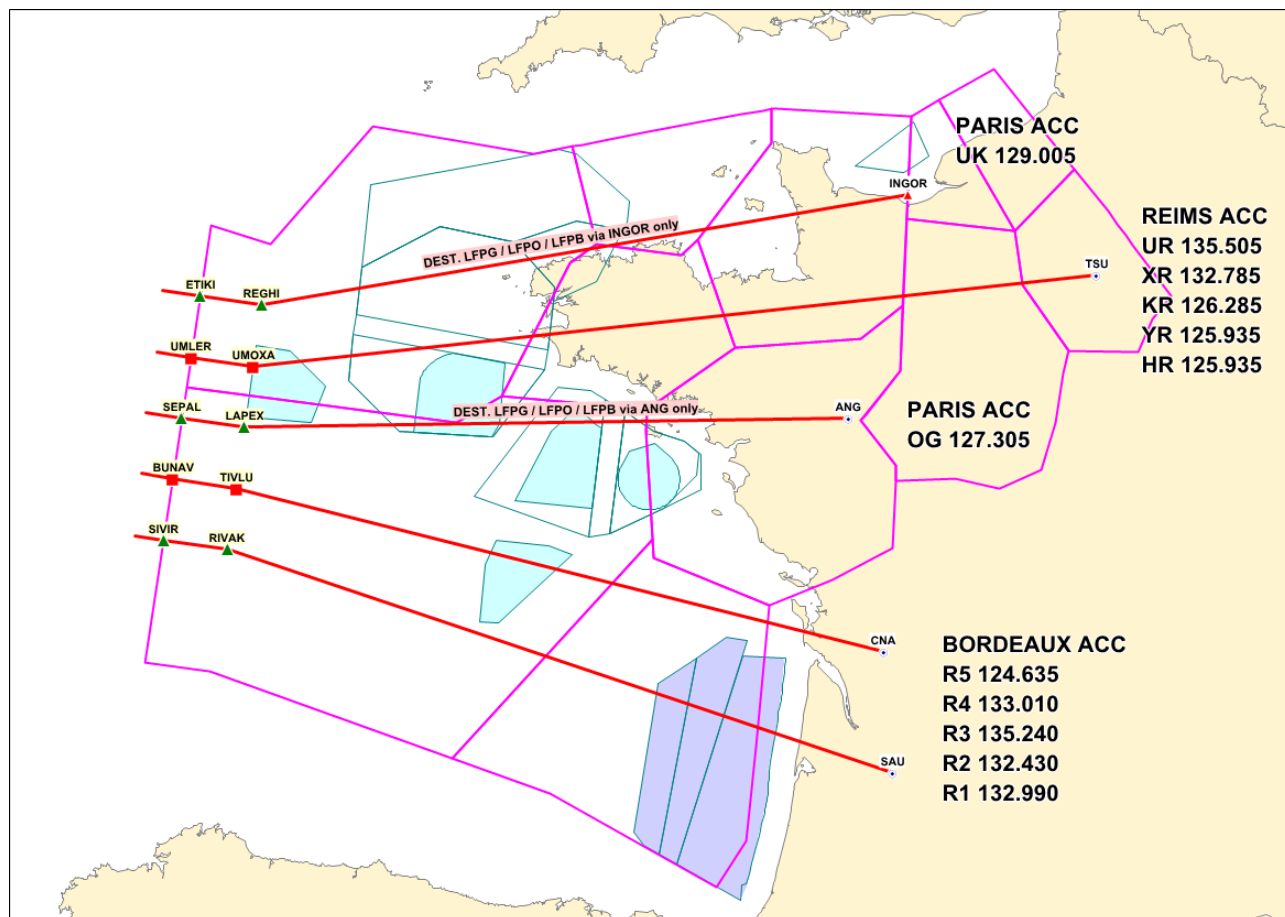 PARIS ACC
UK 129.005
INGOR
REIMS ACC
UR 135.505
XR 132.785
KR 126.285
YR 125.935
HR 125.935
DEST. LFPG / LFPO / LFPB via INGOR only
TSU
ETIKI
REGHI
UMLER
UMOXA
SEPAL
LAPEX
DEST. LFPG / LFPO / LFPB via ANG only
ANG
PARIS ACC
OG 127.305
BUNAV
TIVLU
SIVIR
RIVAK
CNA
BORDEAUX ACC
R5 124.635
R4 133.010
R3 135.240
R2 132.430
R1 132.990
SAU